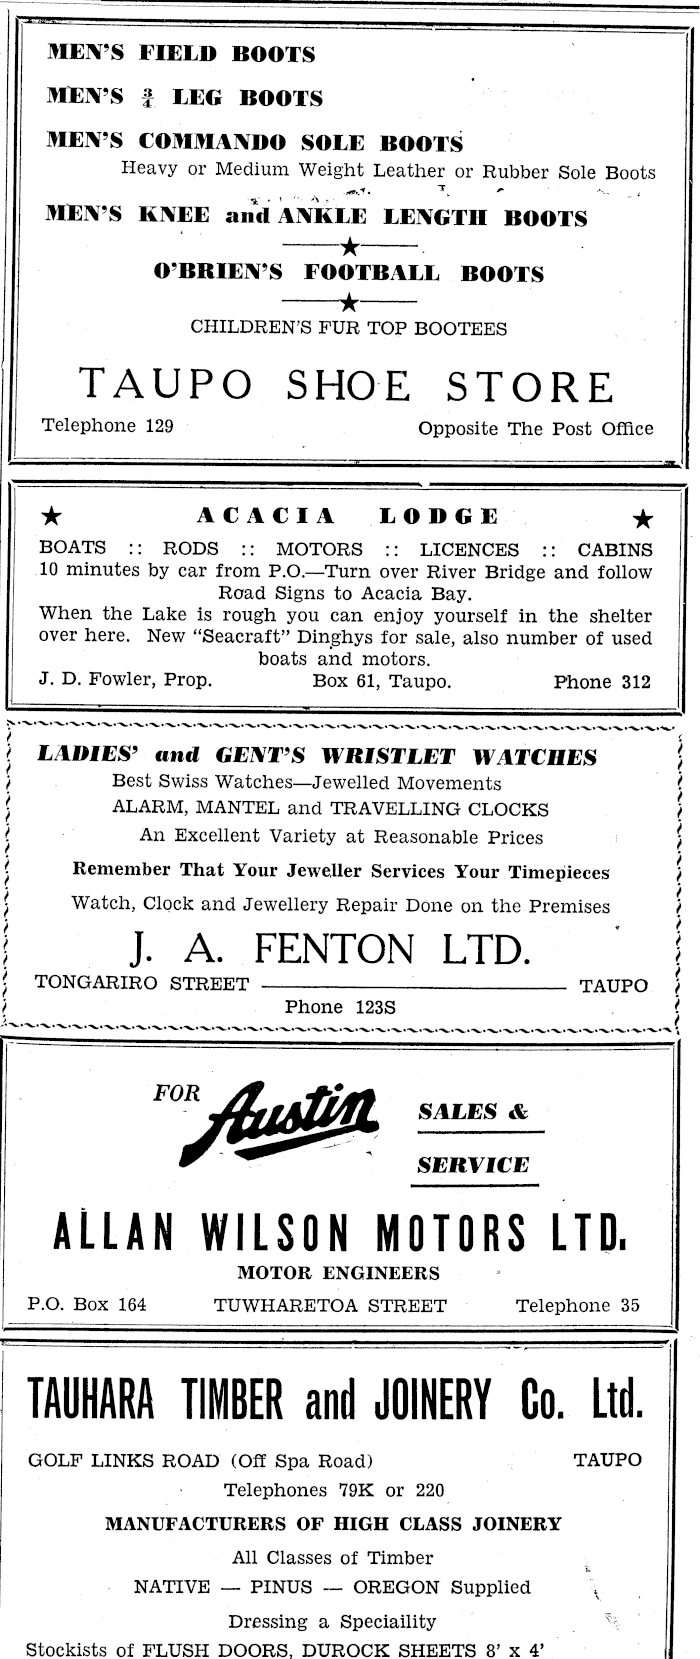 MEN'S FIELD BOOTS
MEN'S ¾ LEG BOOTS
MEN'S COMMANDO SOLE BOOTS
Heavy or Medium Weight Leather or Rubber Sole Boots
MEN'S KNEE and ANKLE LENGTH BOOTS
★
O'BRIEN'S FOOTBALL BOOTS
★
CHILDREN'S FUR TOP BOOTEES
TAUPO SHOE STORE
Telephone 129 Opposite The Post Office
★ ACACIA LODGE ★
BOATS :: RODS :: MOTORS :: LICENCES :: CABINS
10 minutes by car from P.O.—Turn over River Bridge and follow
Road Signs to Acacia Bay.
When the Lake is rough you can enjoy yourself in the shelter
over here. New "Seacraft" Dinghys for sale, also number of used
boats and motors.
J. D. Fowler, Prop. Box 61, Taupo. Phone 312
LADIES' and GENT'S WRISTLET WATCHES
Best Swiss Watches—Jewelled Movements
ALARM, MANTEL and TRAVELLING CLOCKS
An Excellent Variety at Reasonable Prices
Remember That Your Jeweller Services Your Timepieces
Watch, Clock and Jewellery Repair Done on the Premises
J. A. FENTON LTD.
TONGARIRO STREET ——— TAUPO
Phone 123S
FOR Austin SALES &
SERVICE
ALLAN WILSON MOTORS LTD.
MOTOR ENGINEERS
P.O. Box 164 TUWHARETOA STREET Telephone 35
TAUHARA TIMBER and JOINERY Co. Ltd.
GOLF LINKS ROAD (Off Spa Road) TAUPO
Telephones 79K or 220
MANUFACTURERS OF HIGH CLASS JOINERY
All Classes of Timber
NATIVE — PINUS — OREGON Supplied
Dressing a Speciaility
Stockists of FLUSH DOORS, DUROCK SHEETS 8' x 4'